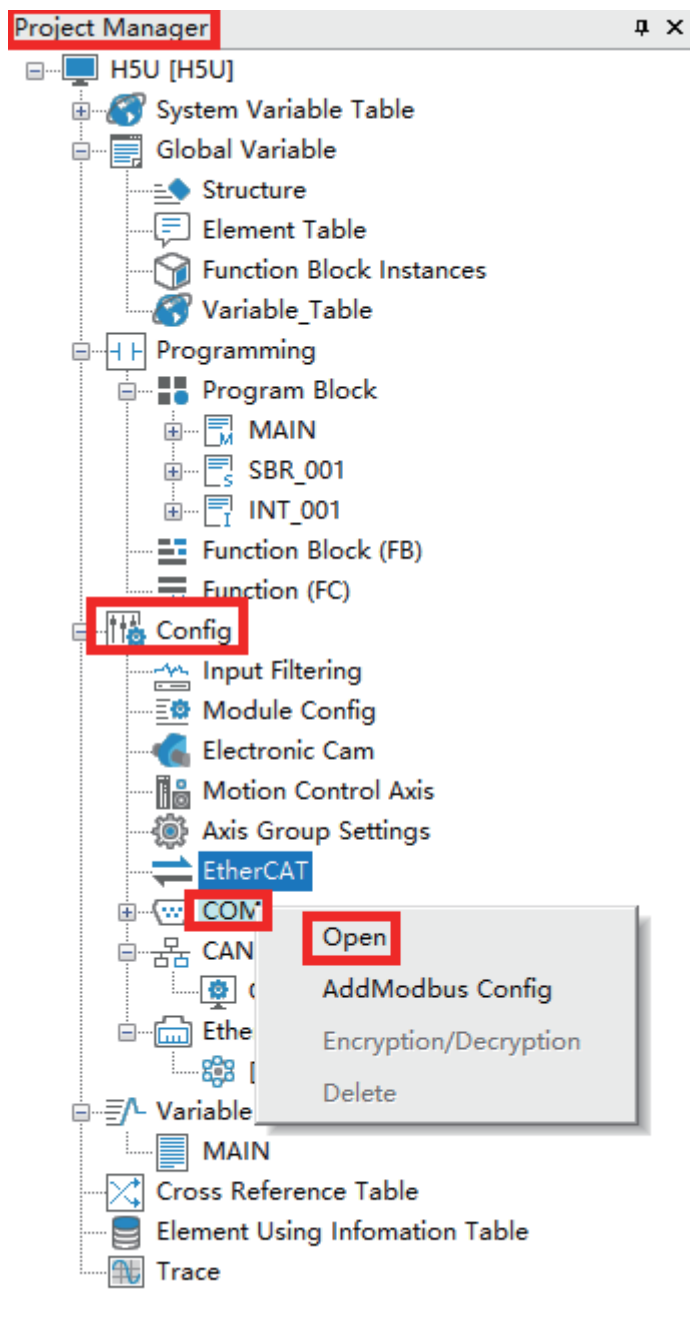 Project Manager
H5U [H5U]
System Variable Table
Global Variable
Structure
Element Table
Function Block Instances
Variable_Table
Programming
Program Block
MAIN
SBR_001
INT_001
Function Block (FB)
Function (FC)
Config
Input Filtering
Module Config
Electronic Cam
Motion Control Axis
Axis Group Settings
EtherCAT
COM
Open
CAN
AddModbus Config
Ethe
Encryption/Decryption
[
Delete
Variable
MAIN
Cross Reference Table
Element Using Infomation Table
Trace